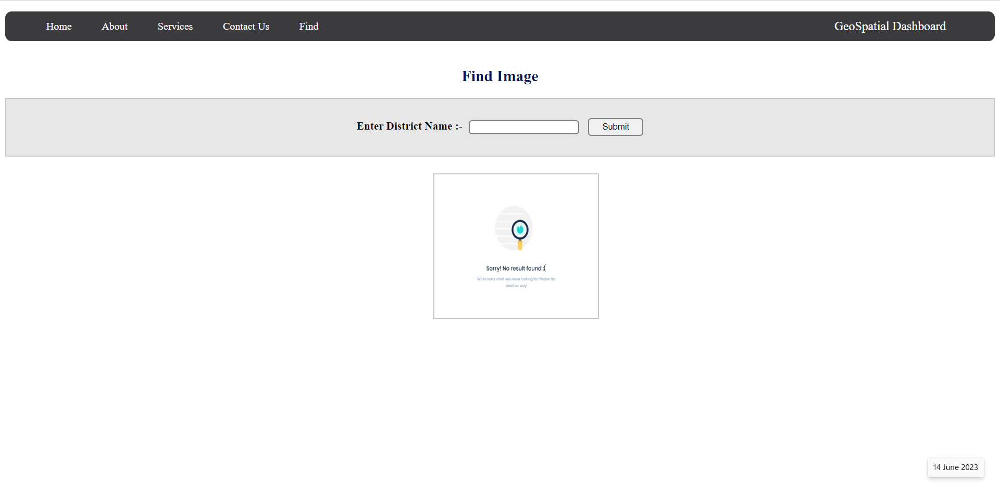 Home About Services Contact Us Find GeoSpatial Dashboard
Find Image
Enter District Name :- Submit
Sorry! No result found :(
We're sorry what you were looking for. Please try
another way
14 June 2023